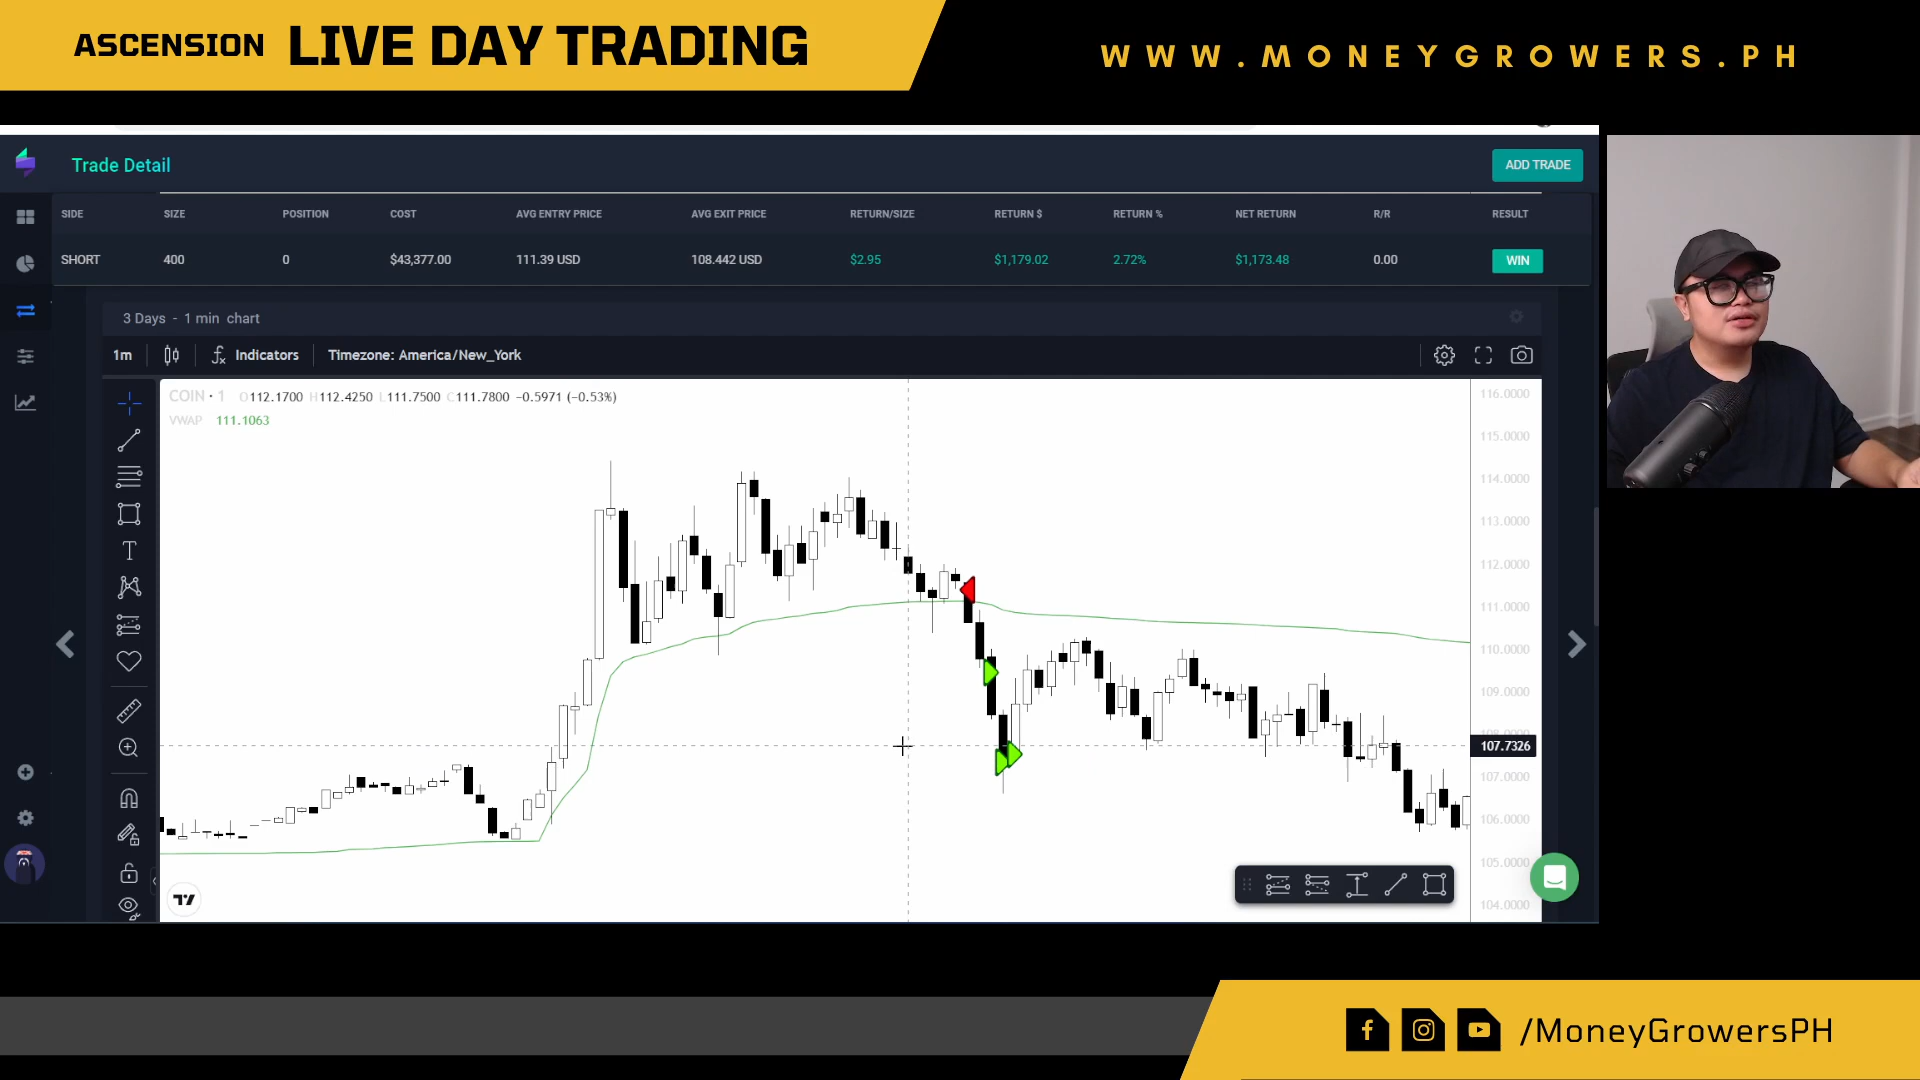 ASCENSION LIVE DAY TRADING
WWW.MONEYGROWERS.PH
Trade Detail
ADD TRADE
SIDE SIZE POSITION COST AVG ENTRY PRICE AVG EXIT PRICE RETURN/SIZE RETURN $ RETURN % NET RETURN R/R RESULT
SHORT 400 0 $43,377.00 111.39 USD 108.442 USD $2.95 $1,179.02 2.72% $1,173.48 0.00 WIN
3 Days - 1 min chart
1m Indicators Timezone: America/New_York
COIN · 1 O112.1700 H112.4250 L111.7500 C111.7800 −0.5971 (−0.53%)
VWAP 111.1063
116.0000
115.0000
114.0000
113.0000
112.0000
111.0000
110.0000
109.0000
107.7326
107.0000
106.0000
105.0000
104.0000
/MoneyGrowersPH